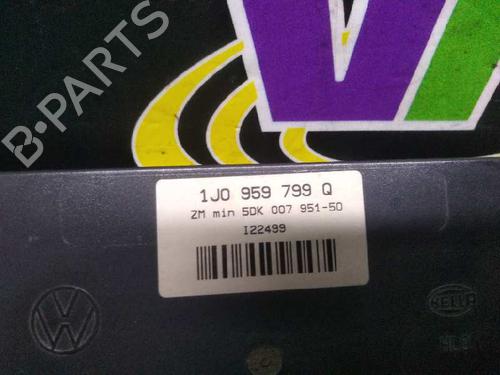 B-PARTS
1J0 959 799 Q
ZM min 5DK 007 951-50
I22499
HELLA